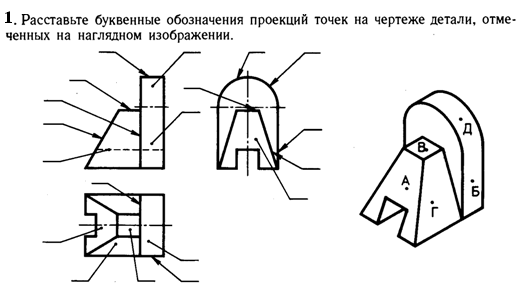 1. Расставьте буквенные обозначения проекций точек на чертеже детали, отме-
ченных на наглядном изображении.
Д
В
А
Б
Г